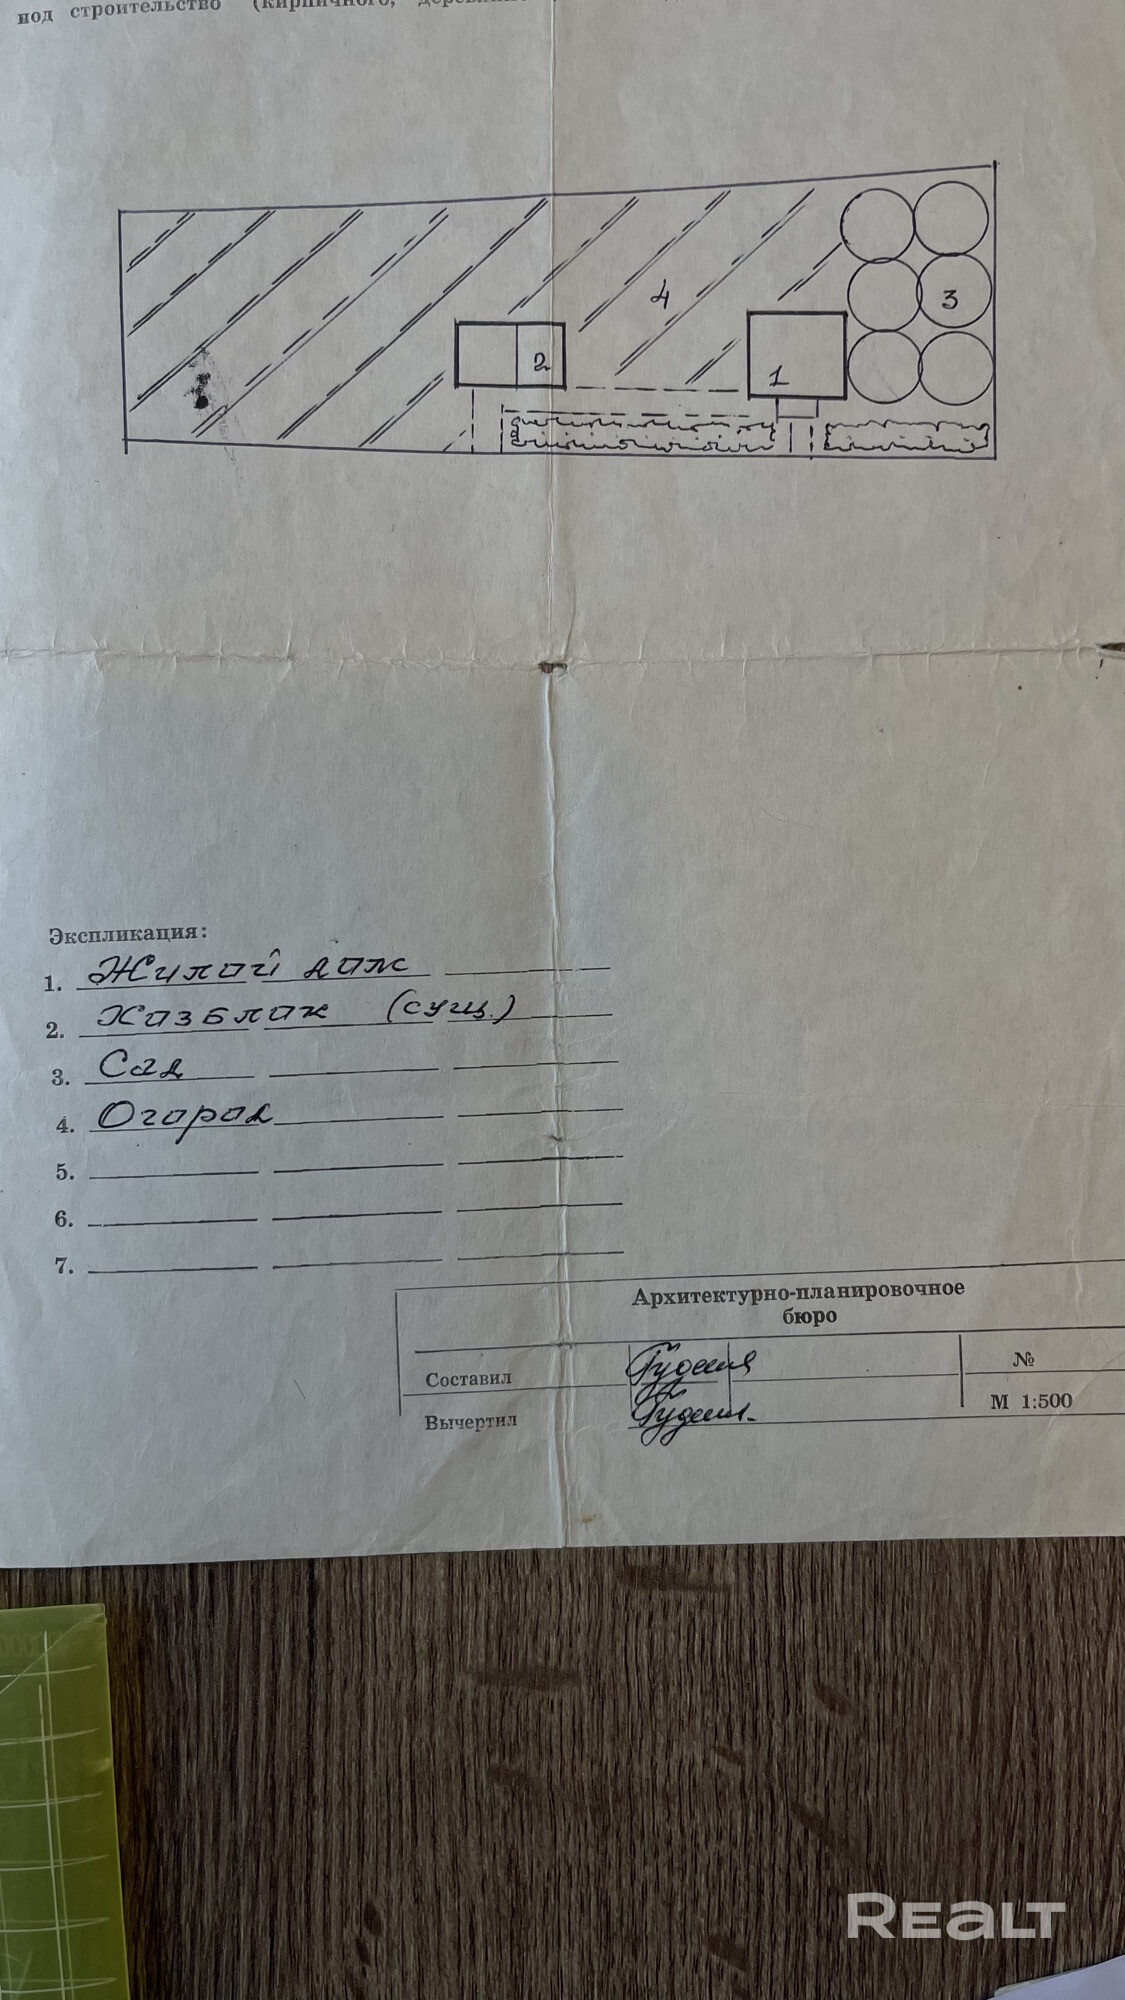 под строительство (кирпичного,
4
3
2
1
Экспликация:
1. Жилой дом
2. Хозблок (сущ.)
3. Сад
4. Огород
5.
6.
7.
Архитектурно-планировочное
бюро
Составил №
Вычертил М 1:500
REALT